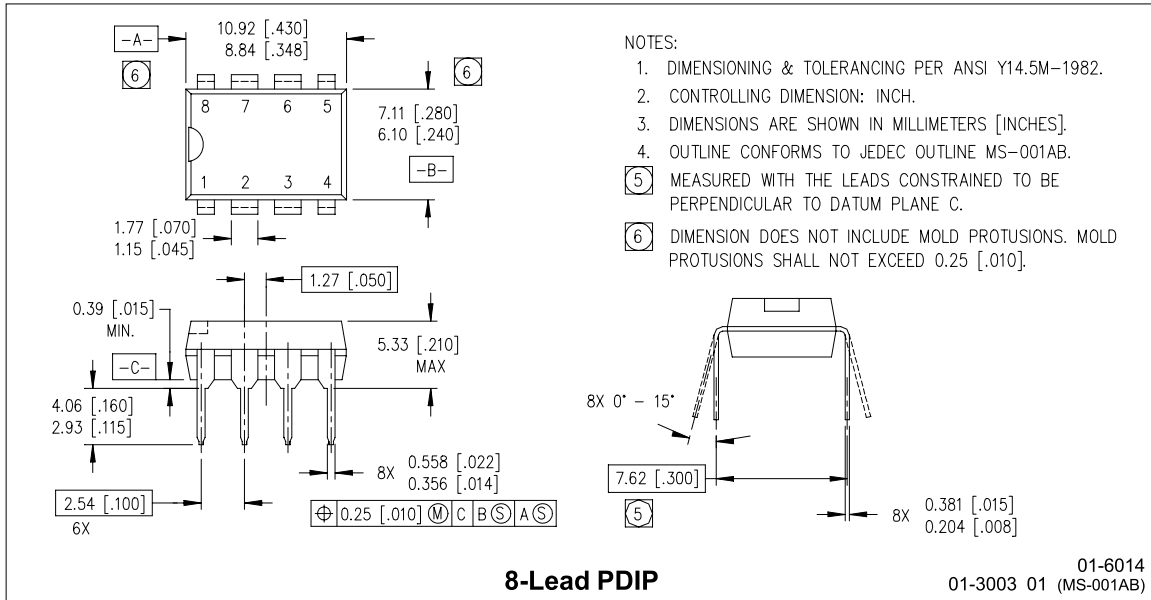 -A-
10.92 [.430]
8.84 [.348]
6
6
8 7 6 5
1 2 3 4
7.11 [.280]
6.10 [.240]
-B-
1.77 [.070]
1.15 [.045]
1.27 [.050]
0.39 [.015]
MIN.
5.33 [.210]
MAX
-C-
4.06 [.160]
2.93 [.115]
2.54 [.100]
6X
8X 0.558 [.022]
0.356 [.014]
⌖ 0.25 [.010] Ⓜ C B Ⓢ A Ⓢ
NOTES:
1. DIMENSIONING & TOLERANCING PER ANSI Y14.5M-1982.
2. CONTROLLING DIMENSION: INCH.
3. DIMENSIONS ARE SHOWN IN MILLIMETERS [INCHES].
4. OUTLINE CONFORMS TO JEDEC OUTLINE MS-001AB.
5 MEASURED WITH THE LEADS CONSTRAINED TO BE
PERPENDICULAR TO DATUM PLANE C.
6 DIMENSION DOES NOT INCLUDE MOLD PROTUSIONS. MOLD
PROTUSIONS SHALL NOT EXCEED 0.25 [.010].
8X 0° - 15°
7.62 [.300]
5
8X 0.381 [.015]
0.204 [.008]
8-Lead PDIP
01-6014
01-3003 01 (MS-001AB)